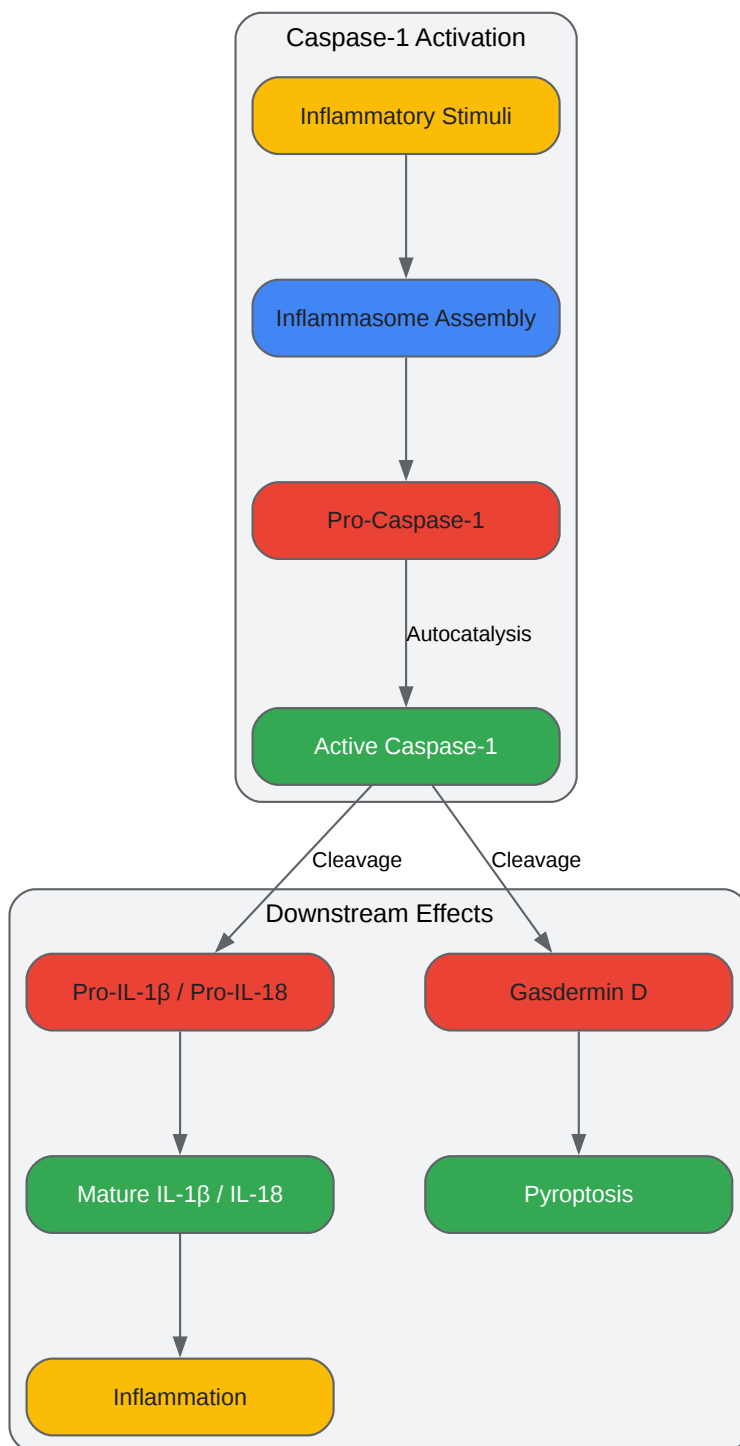 Caspase-1 Activation
Inflammatory Stimuli
Inflammasome Assembly
Pro-Caspase-1
Autocatalysis
Active Caspase-1
Cleavage
Cleavage
Downstream Effects
Pro-IL-1β / Pro-IL-18
Gasdermin D
Mature IL-1β / IL-18
Pyroptosis
Inflammation